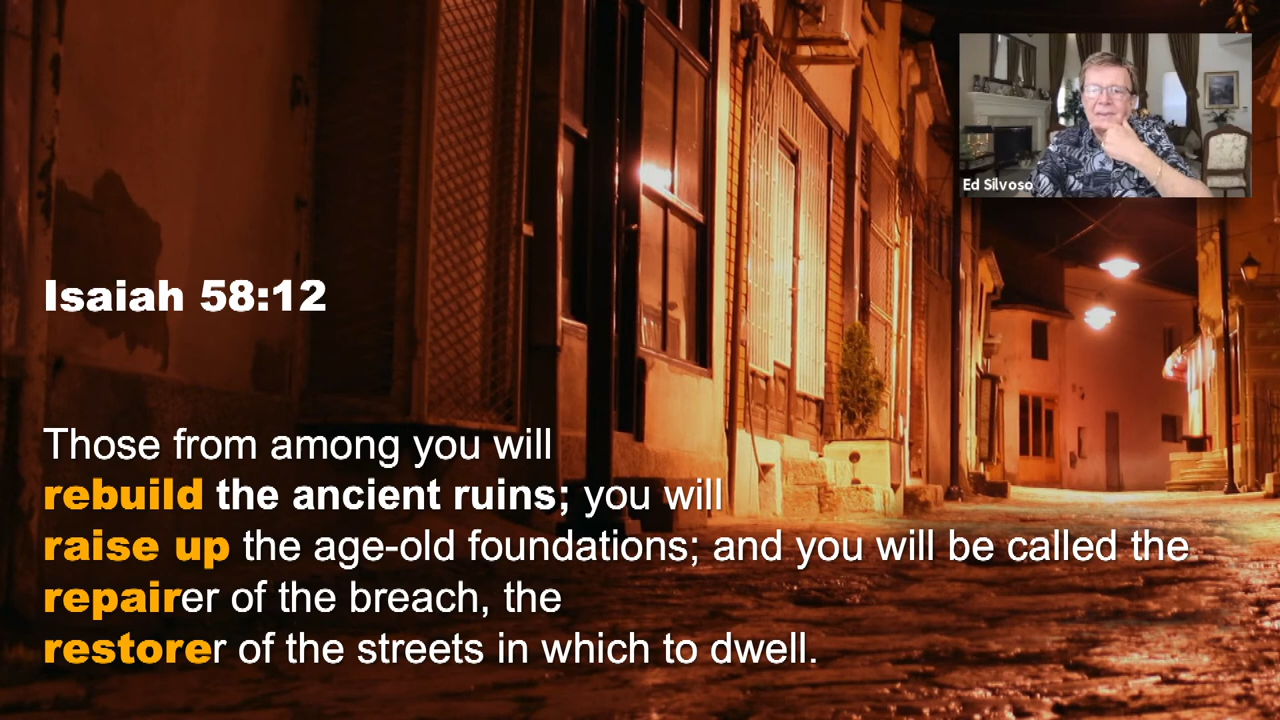 Ed Silvoso
Isaiah 58:12
Those from among you will
rebuild the ancient ruins; you will
raise up the age-old foundations; and you will be called the
repairer of the breach, the
restorer of the streets in which to dwell.